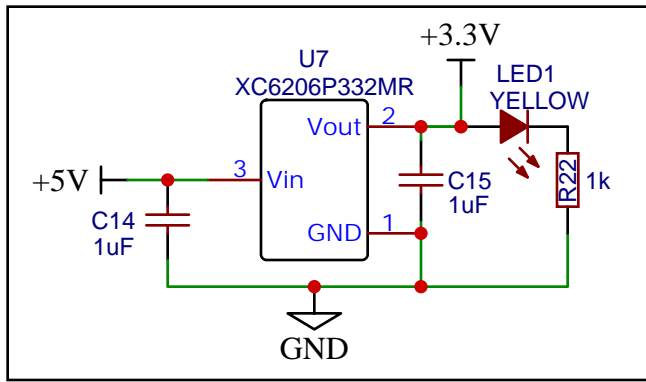 +3.3V
U7
XC6206P332MR
LED1
YELLOW
2
Vout
+5V
3
Vin
C14
1uF
C15
1uF
R22
1k
1
GND
GND